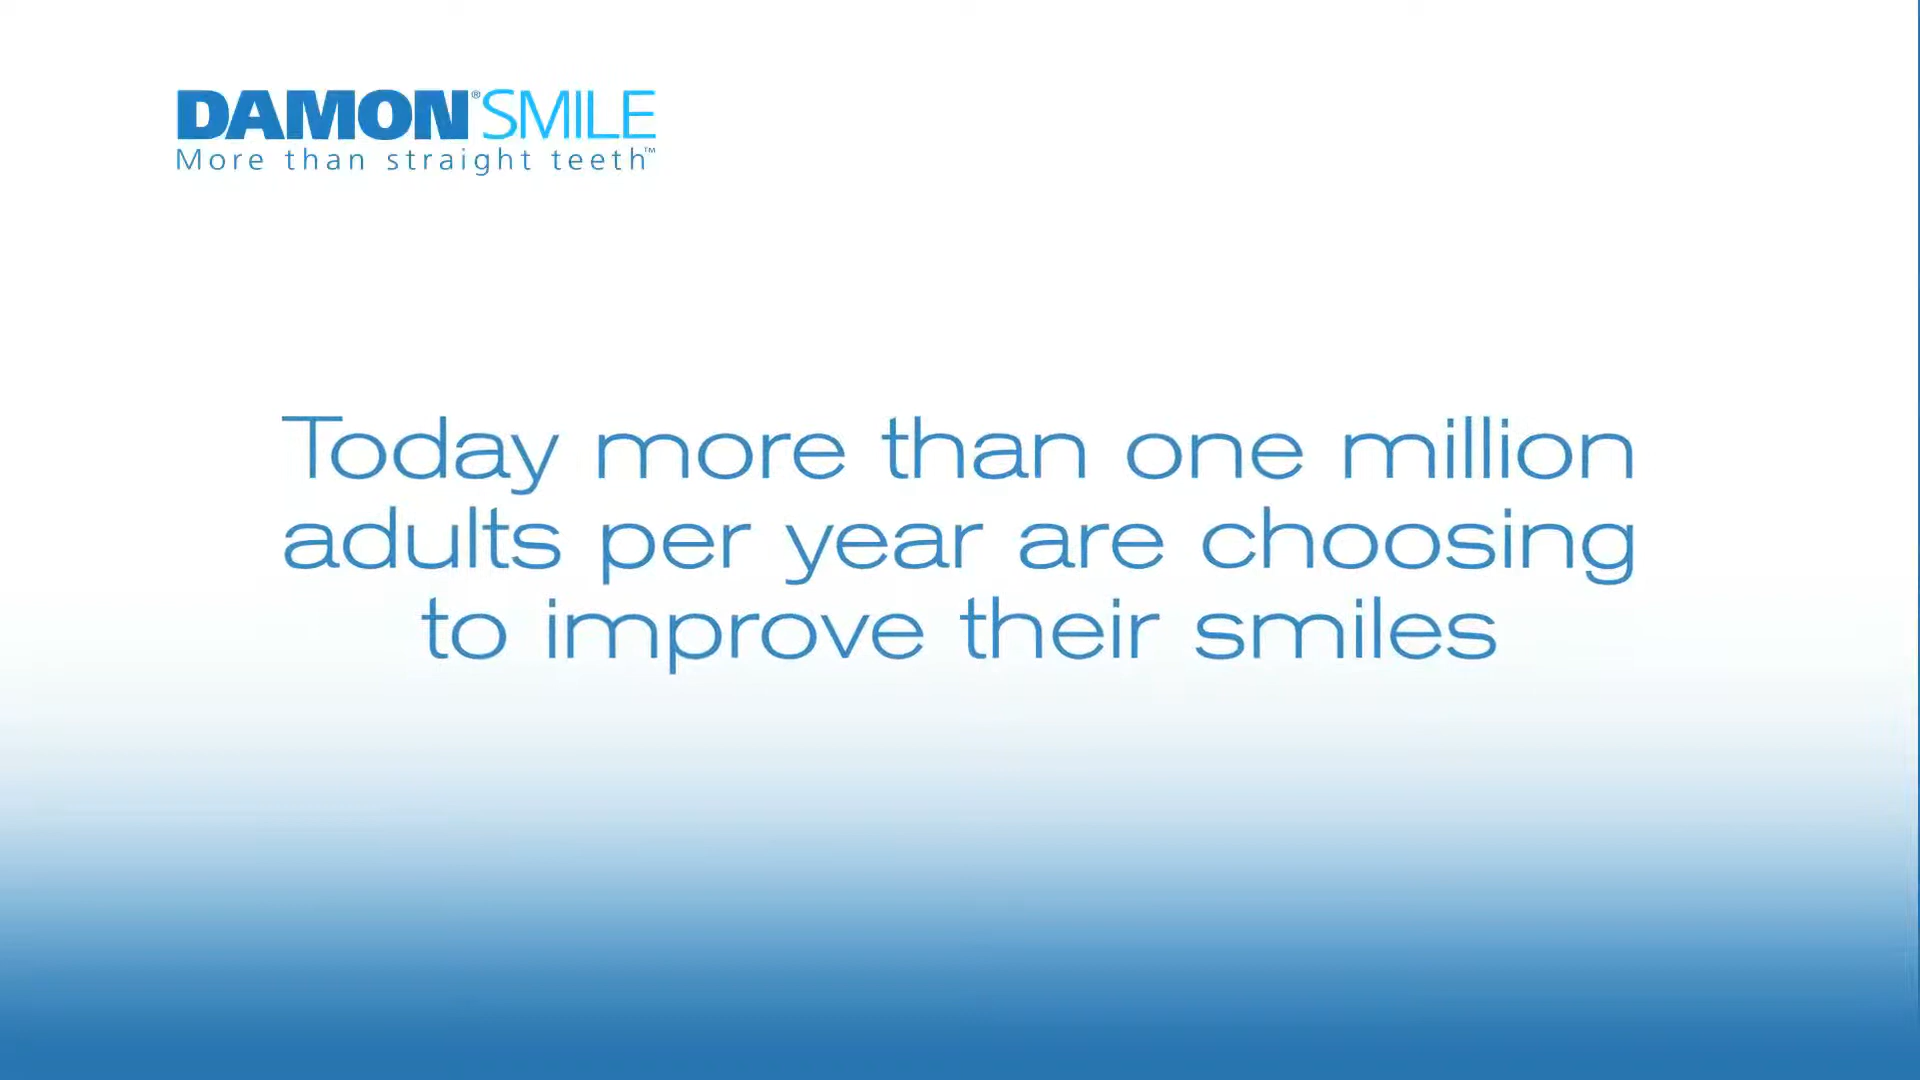 DAMON®SMILE
More than straight teeth™
Today more than one million
adults per year are choosing
to improve their smiles